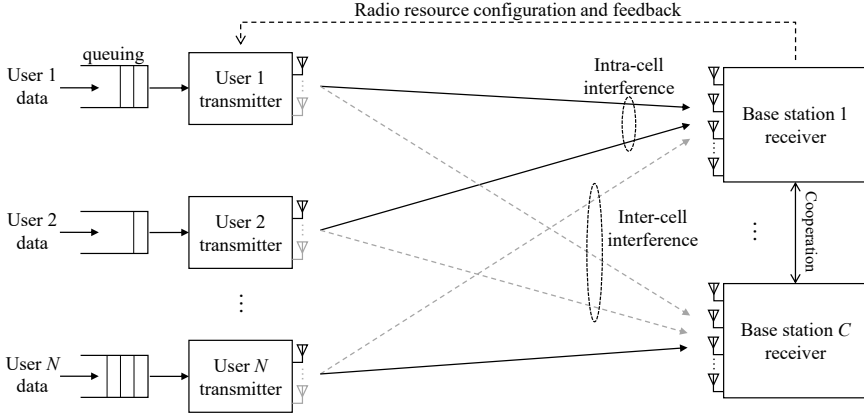 Radio resource configuration and feedback
queuing
User 1
data
User 1
transmitter
Intra-cell
interference
Base station 1
receiver
User 2
data
User 2
transmitter
Inter-cell
interference
...
Cooperation
...
User N
data
User N
transmitter
Base station C
receiver